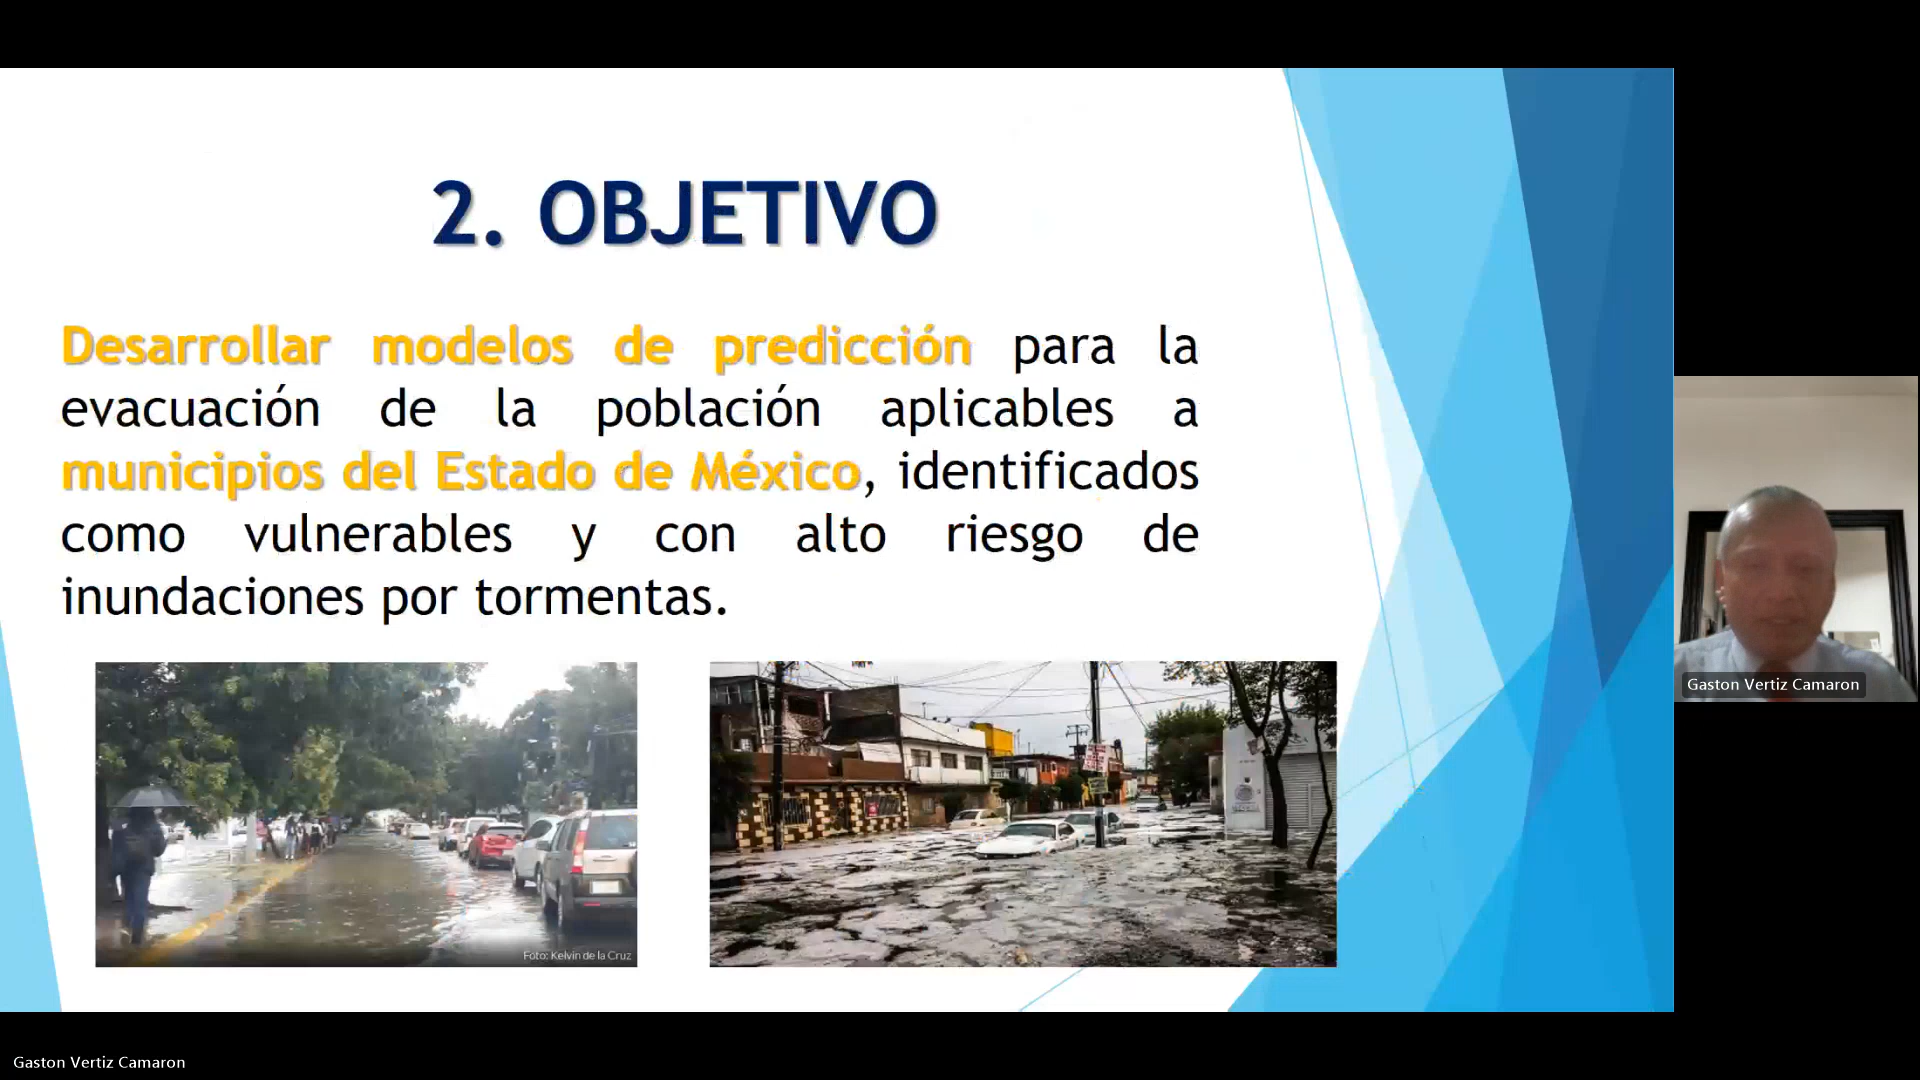 2. OBJETIVO
Desarrollar modelos de predicción para la
evacuación de la población aplicables a
municipios del Estado de México, identificados
como vulnerables y con alto riesgo de
inundaciones por tormentas.
Foto: Kelvin de la Cruz
Gaston Vertiz Camaron
Gaston Vertiz Camaron